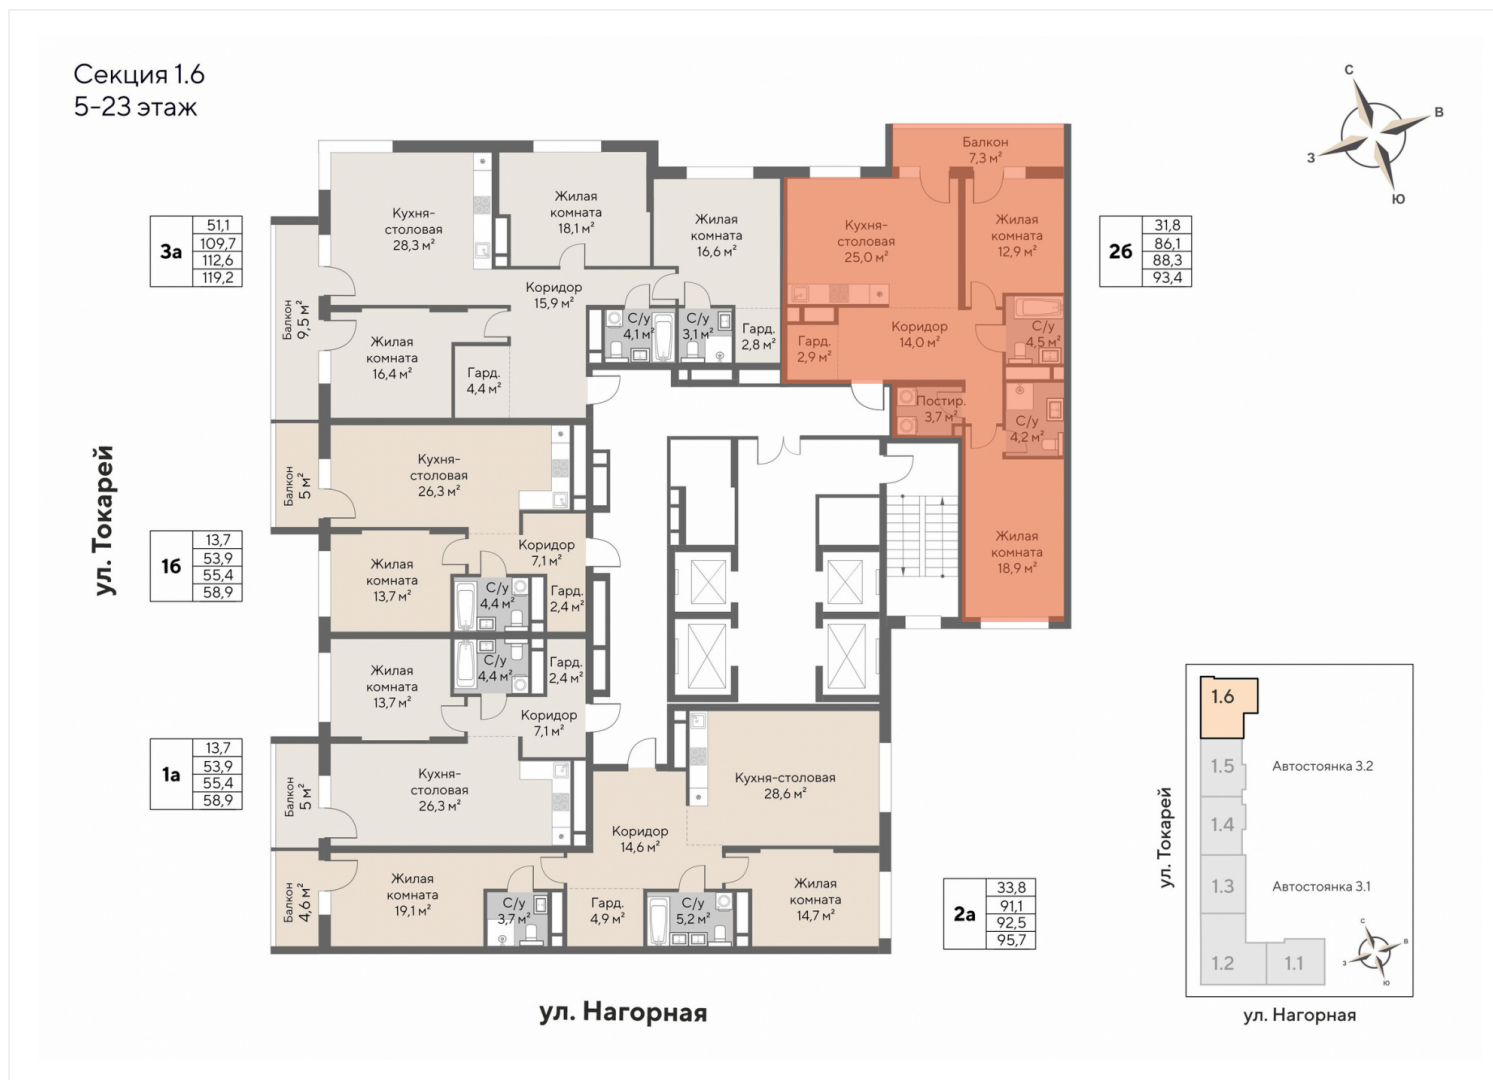 Секция 1.6
5-23 этаж
С
В
З
Ю
Балкон
7,3 м²
3а
51,1
109,7
112,6
119,2
Кухня-
столовая
28,3 м²
Жилая
комната
18,1 м²
Жилая
комната
16,6 м²
Кухня-
столовая
25,0 м²
Жилая
комната
12,9 м²
2б
31,8
86,1
88,3
93,4
Балкон
9,5 м²
Коридор
15,9 м²
С/у
4,1 м²
С/у
3,1 м²
Гард.
2,8 м²
Гард.
2,9 м²
Коридор
14,0 м²
С/у
4,5 м²
Жилая
комната
16,4 м²
Гард.
4,4 м²
Постир.
3,7 м²
С/у
4,2 м²
ул. Токарей
Балкон
5 м²
Кухня-
столовая
26,3 м²
1б
13,7
53,9
55,4
58,9
Жилая
комната
13,7 м²
Коридор
7,1 м²
С/у
4,4 м²
Гард.
2,4 м²
Жилая
комната
18,9 м²
Жилая
комната
13,7 м²
С/у
4,4 м²
Гард.
2,4 м²
Коридор
7,1 м²
1а
13,7
53,9
55,4
58,9
Балкон
5 м²
Кухня-
столовая
26,3 м²
Кухня-столовая
28,6 м²
Коридор
14,6 м²
Балкон
4,6 м²
Жилая
комната
19,1 м²
С/у
3,7 м²
Гард.
4,9 м²
С/у
5,2 м²
Жилая
комната
14,7 м²
2а
33,8
91,1
92,5
95,7
ул. Нагорная
1.6
1.5
Автостоянка 3.2
1.4
ул. Токарей
1.3
Автостоянка 3.1
1.2
1.1
С
В
З
Ю
ул. Нагорная